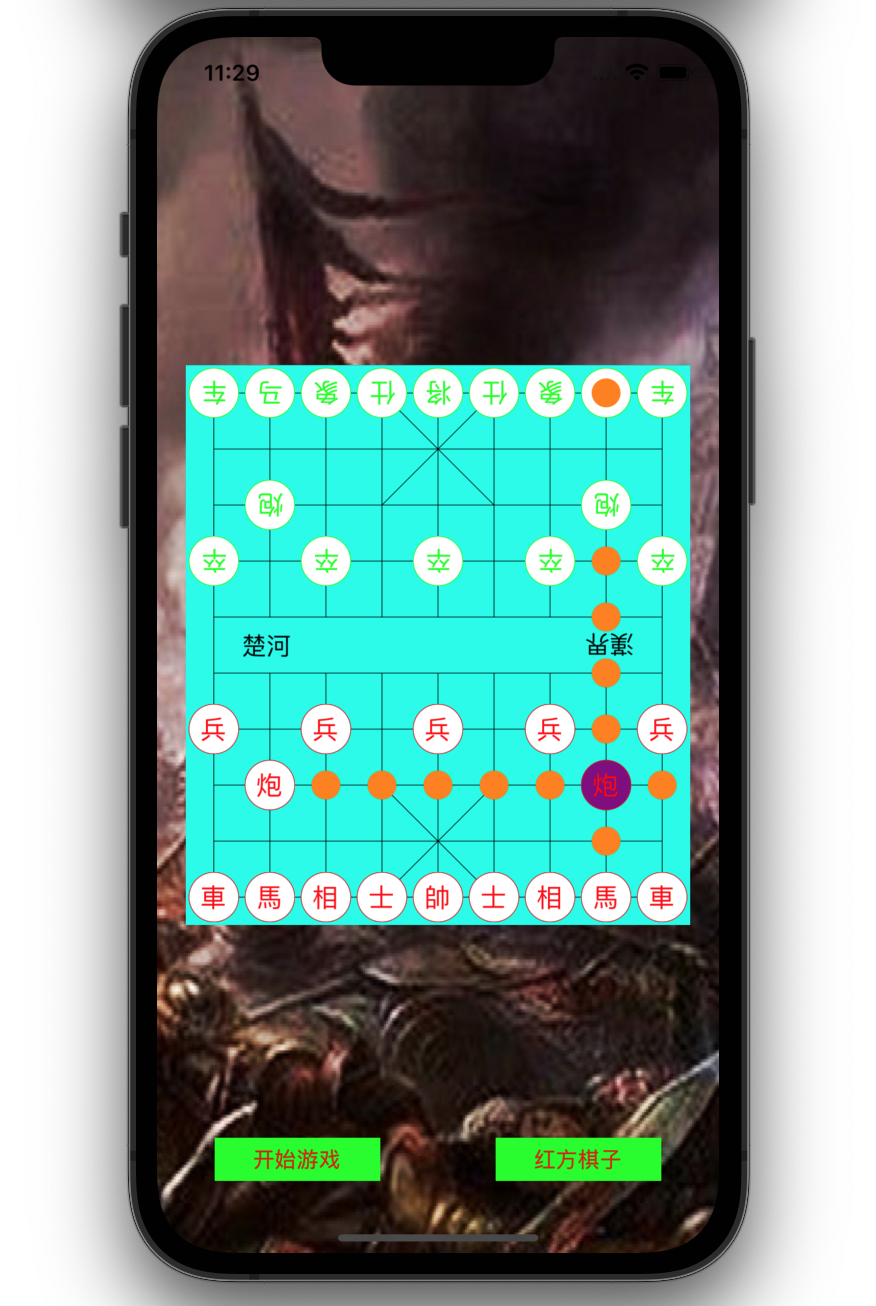 11:29
车 马 象 仕 将 仕 象 车
炮 炮
卒 卒 卒 卒 卒
楚河 漢界
兵 兵 兵 兵 兵
炮 炮
車 馬 相 士 帥 士 相 馬 車
开始游戏 红方棋子